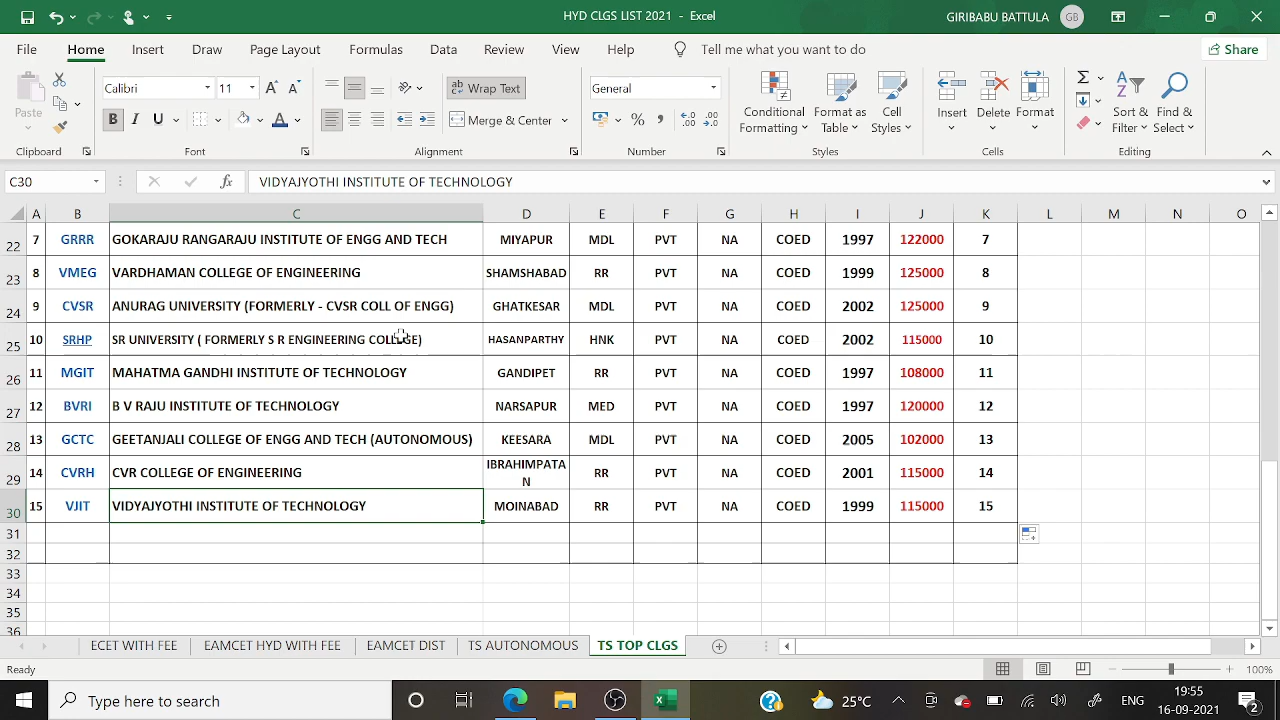 HYD CLGS LIST 2021 - Excel
GIRIBABU BATTULA GB
File Home Insert Draw Page Layout Formulas Data Review View Help Tell me what you want to do Share
Paste
Calibri 11
B I U
Wrap Text
Merge & Center
General
Conditional Formatting
Format as Table
Cell Styles
Insert Delete Format
Sort & Filter
Find & Select
Clipboard Font Alignment Number Styles Cells Editing
C30 fx VIDYAJYOTHI INSTITUTE OF TECHNOLOGY
A B C D E F G H I J K L M N O
22 7 GRRR GOKARAJU RANGARAJU INSTITUTE OF ENGG AND TECH MIYAPUR MDL PVT NA COED 1997 122000 7
23 8 VMEG VARDHAMAN COLLEGE OF ENGINEERING SHAMSHABAD RR PVT NA COED 1999 125000 8
24 9 CVSR ANURAG UNIVERSITY (FORMERLY - CVSR COLL OF ENGG) GHATKESAR MDL PVT NA COED 2002 125000 9
25 10 SRHP SR UNIVERSITY ( FORMERLY S R ENGINEERING COLLEGE) HASANPARTHY HNK PVT NA COED 2002 115000 10
26 11 MGIT MAHATMA GANDHI INSTITUTE OF TECHNOLOGY GANDIPET RR PVT NA COED 1997 108000 11
27 12 BVRI B V RAJU INSTITUTE OF TECHNOLOGY NARSAPUR MED PVT NA COED 1997 120000 12
28 13 GCTC GEETANJALI COLLEGE OF ENGG AND TECH (AUTONOMOUS) KEESARA MDL PVT NA COED 2005 102000 13
29 14 CVRH CVR COLLEGE OF ENGINEERING IBRAHIMPATA N RR PVT NA COED 2001 115000 14
30 15 VJIT VIDYAJYOTHI INSTITUTE OF TECHNOLOGY MOINABAD RR PVT NA COED 1999 115000 15
31
32
33
34
35
36
ECET WITH FEE EAMCET HYD WITH FEE EAMCET DIST TS AUTONOMOUS TS TOP CLGS
Ready 100%
Type here to search 25°C ENG 19:55
16-09-2021 2